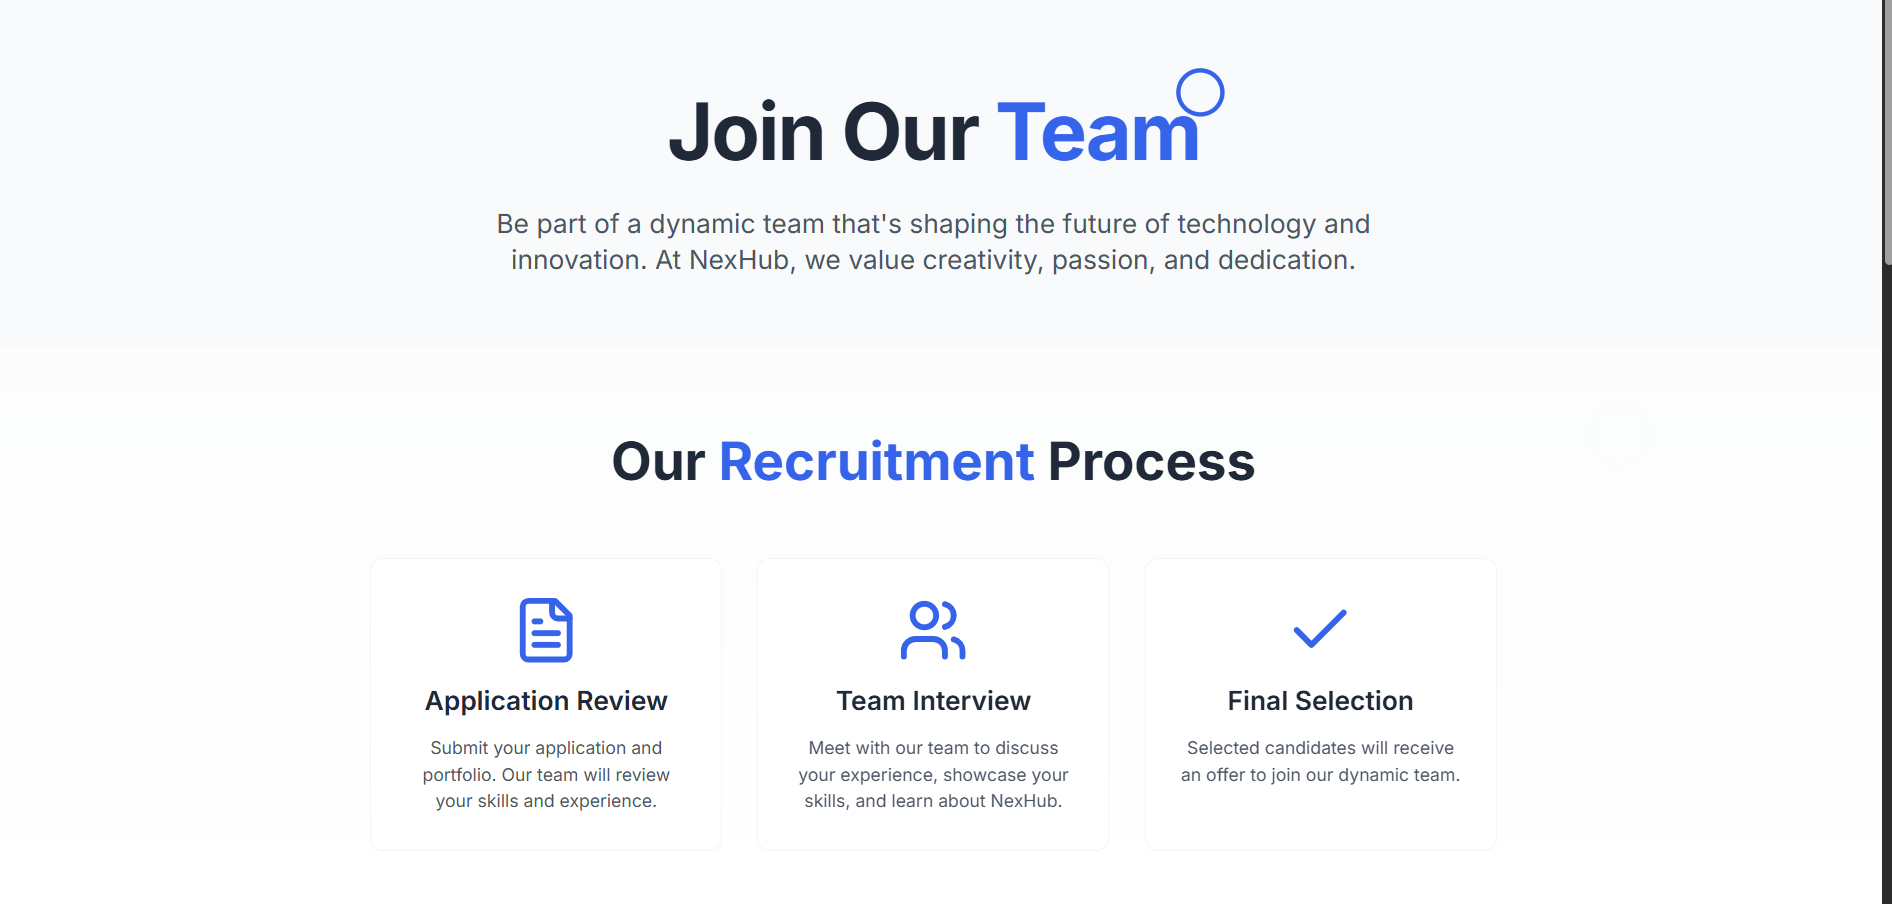 Join Our Team
Be part of a dynamic team that's shaping the future of technology and
innovation. At NexHub, we value creativity, passion, and dedication.
Our Recruitment Process
Application Review
Submit your application and
portfolio. Our team will review
your skills and experience.
Team Interview
Meet with our team to discuss
your experience, showcase your
skills, and learn about NexHub.
Final Selection
Selected candidates will receive
an offer to join our dynamic team.